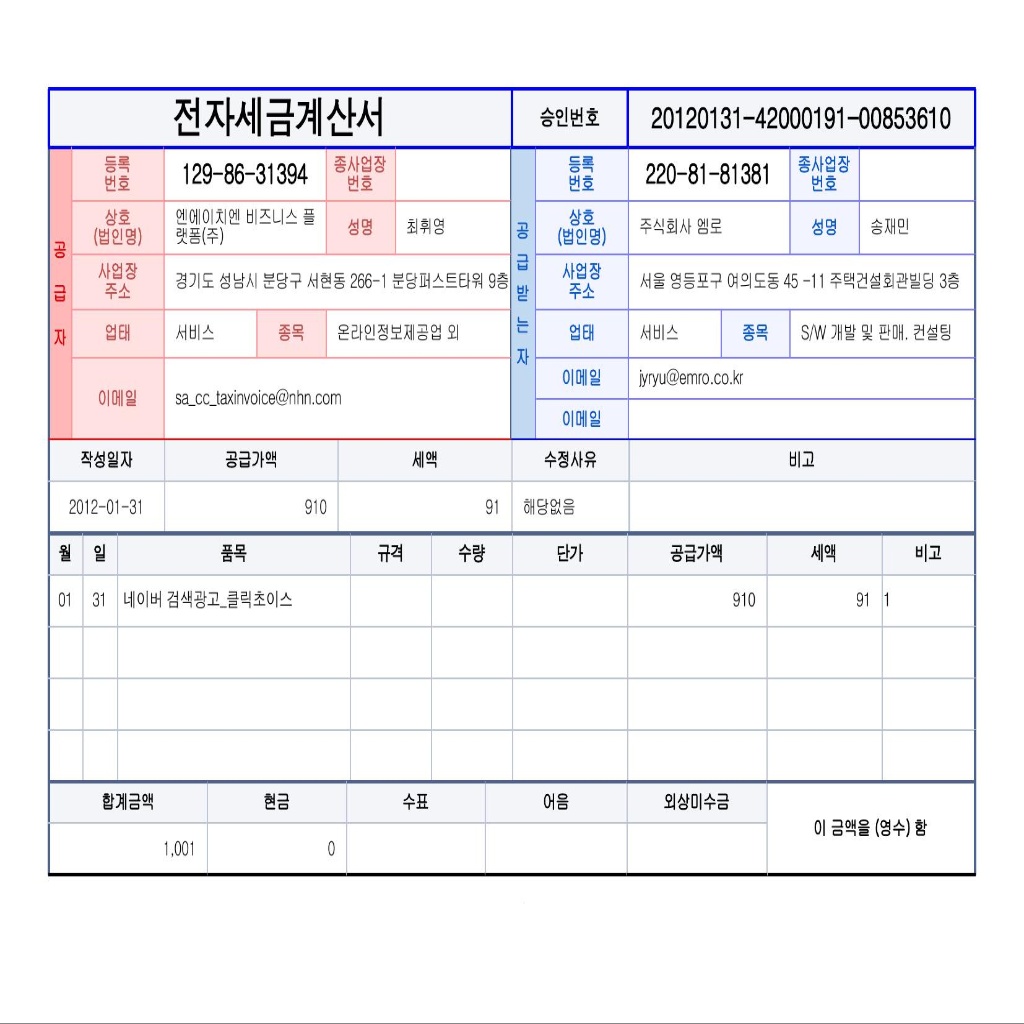 전자세금계산서 승인번호 20120131-42000191-00853610
공급자
등록번호 129-86-31394 종사업장번호
상호(법인명) 엔에이치엔 비즈니스 플랫폼(주) 성명 최휘영
사업장주소 경기도 성남시 분당구 서현동 266-1 분당퍼스트타워 9층
업태 서비스 종목 온라인정보제공업 외
이메일 sa_cc_taxinvoice@nhn.com
공급받는자
등록번호 220-81-81381 종사업장번호
상호(법인명) 주식회사 엠로 성명 송재민
사업장주소 서울 영등포구 여의도동 45 -11 주택건설회관빌딩 3층
업태 서비스 종목 S/W 개발 및 판매. 컨설팅
이메일 jyryu@emro.co.kr
이메일
작성일자 공급가액 세액 수정사유 비고
2012-01-31 910 91 해당없음
월 일 품목 규격 수량 단가 공급가액 세액 비고
01 31 네이버 검색광고_클릭초이스 910 91 1
합계금액 현금 수표 어음 외상미수금 이 금액을 (영수) 함
1,001 0